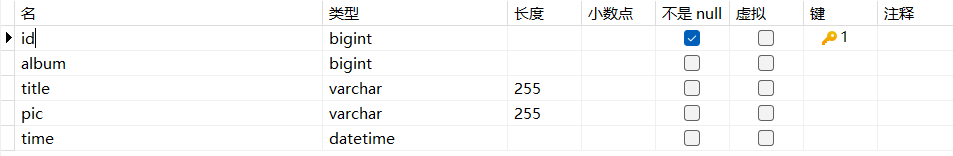 名 类型 长度 小数点 不是 null 虚拟 键 注释
id bigint 1
album bigint
title varchar 255
pic varchar 255
time datetime